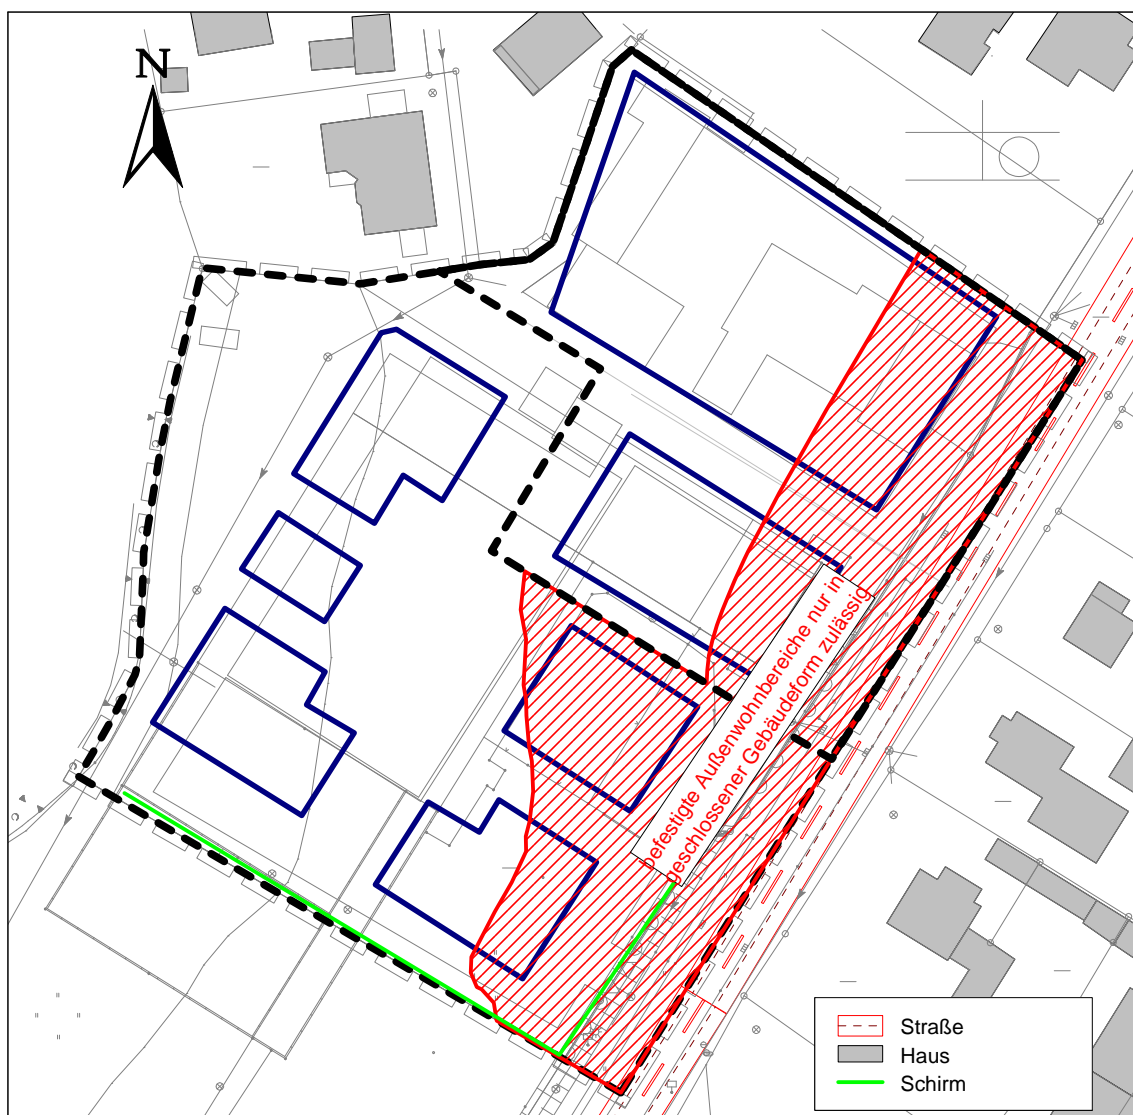 N
befestigte Außenwohnbereiche nur in
geschlossener Gebäudeform zulässig
Straße
Haus
Schirm